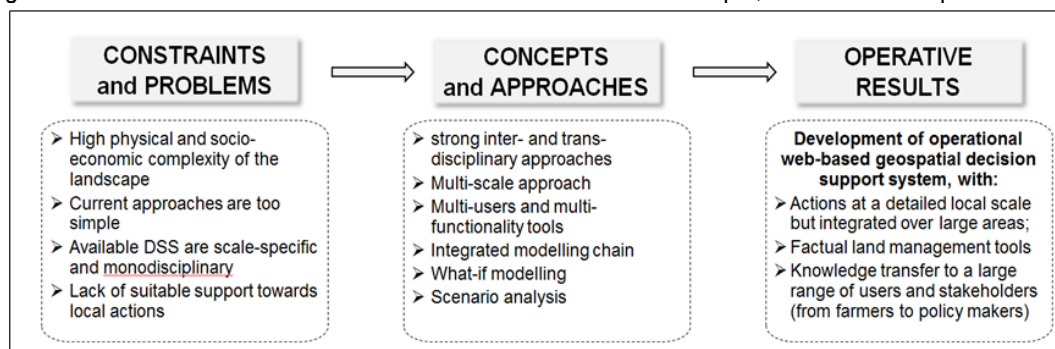 CONSTRAINTS
and PROBLEMS
➢ High physical and socio-
economic complexity of the
landscape
➢ Current approaches are too
simple
➢ Available DSS are scale-specific
and monodisciplinary
➢ Lack of suitable support towards
local actions
CONCEPTS
and APPROACHES
➢ strong inter- and trans-
disciplinary approaches
➢ Multi-scale approach
➢ Multi-users and multi-
functionality tools
➢ Integrated modelling chain
➢ What-if modelling
➢ Scenario analysis
OPERATIVE
RESULTS
Development of operational
web-based geospatial decision
support system, with:
➢ Actions at a detailed local scale
but integrated over large areas;
➢ Factual land management tools
➢ Knowledge transfer to a large
range of users and stakeholders
(from farmers to policy makers)